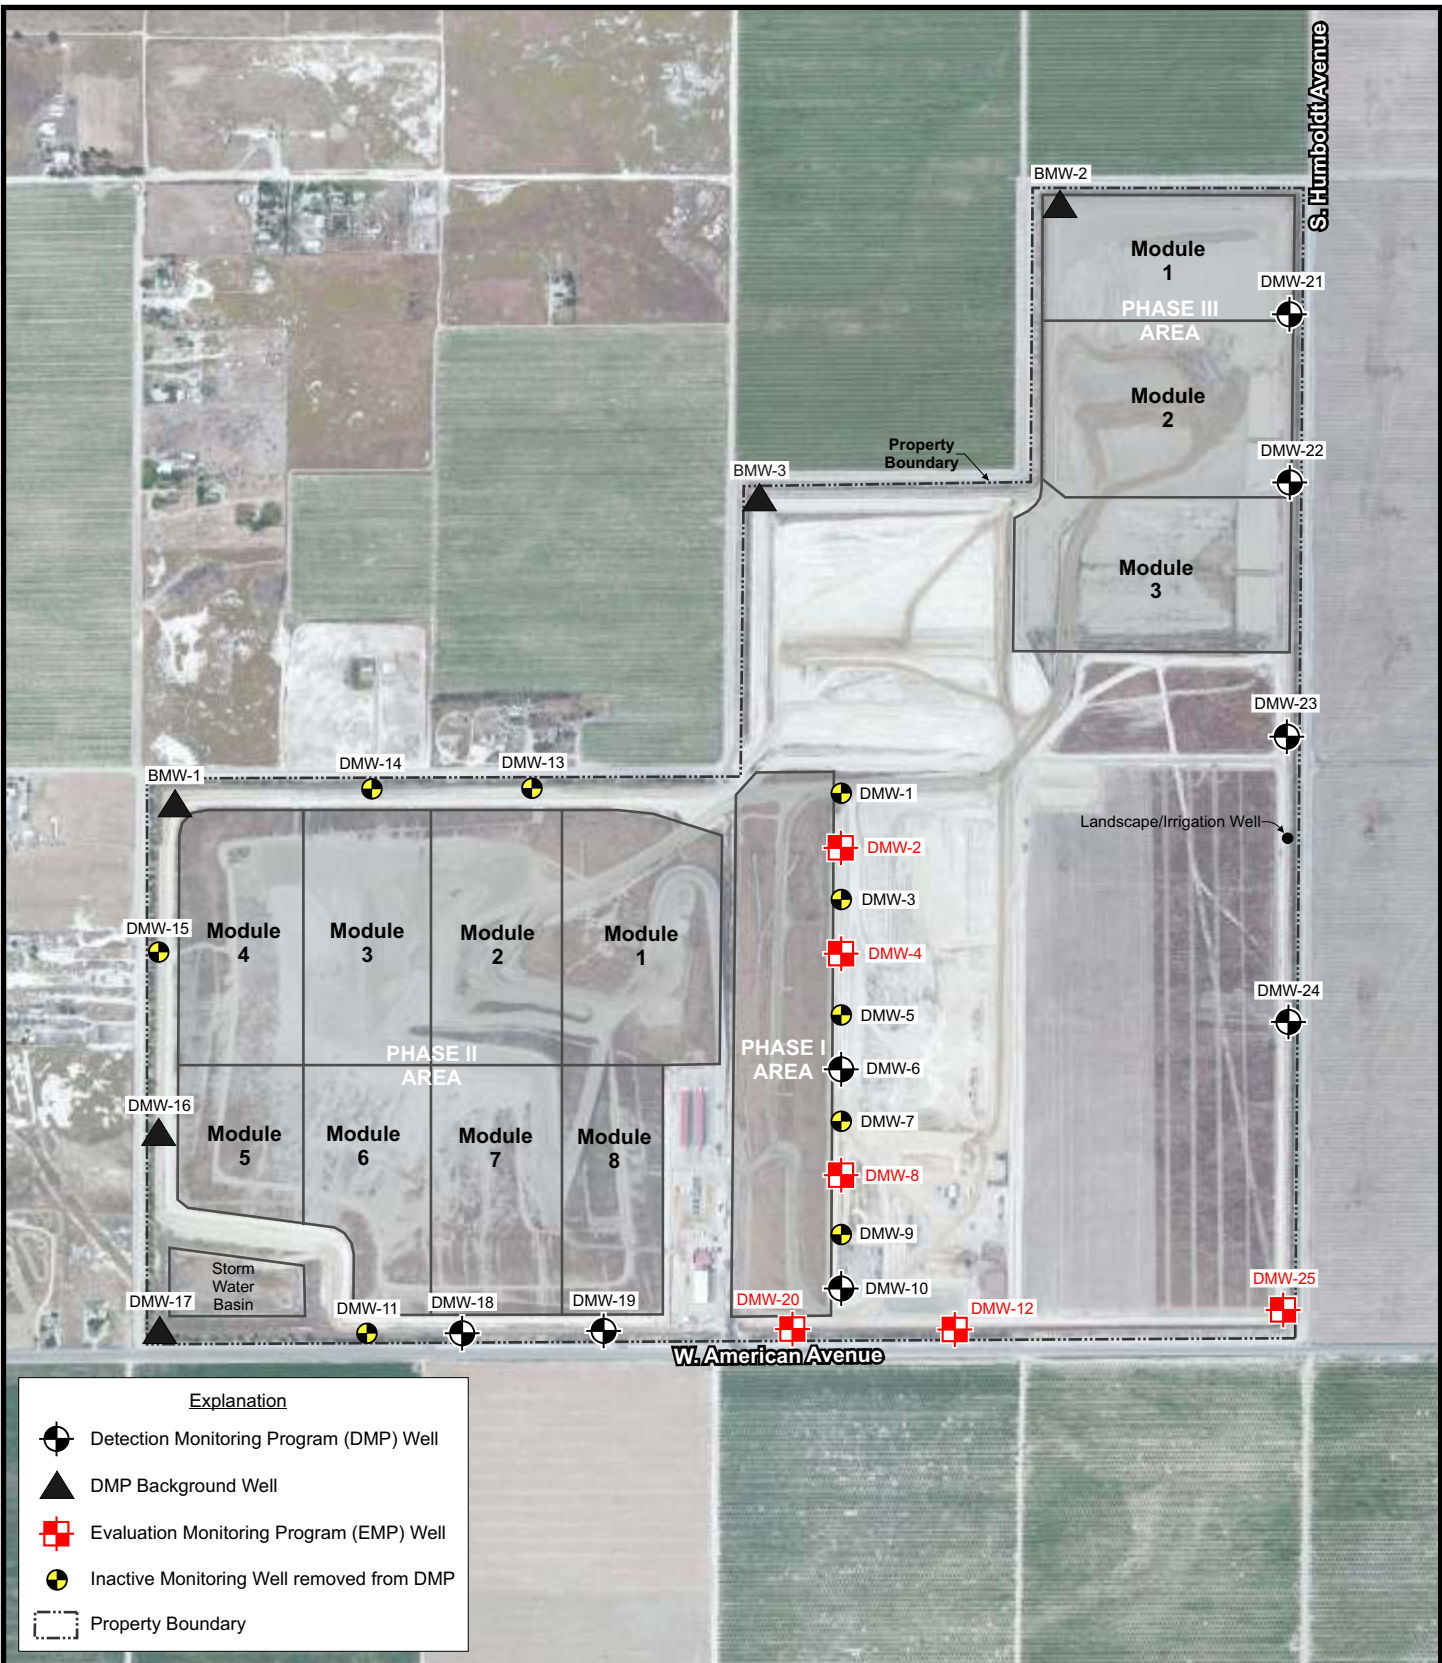 S. Humboldt Avenue
BMW-2
Module
1
DMW-21
PHASE III
AREA
Module
2
Property
Boundary
DMW-22
BMW-3
Module
3
DMW-23
DMW-14
DMW-13
BMW-1
DMW-1
Landscape/Irrigation Well
DMW-2
DMW-3
DMW-15
Module
4
Module
3
Module
2
Module
1
DMW-4
DMW-24
DMW-5
PHASE II
AREA
PHASE I
AREA
DMW-6
DMW-16
DMW-7
Module
5
Module
6
Module
7
Module
8
DMW-8
DMW-9
Storm
Water
Basin
DMW-25
DMW-10
DMW-17
DMW-11
DMW-18
DMW-19
DMW-20
DMW-12
W. American Avenue
Explanation
Detection Monitoring Program (DMP) Well
DMP Background Well
Evaluation Monitoring Program (EMP) Well
Inactive Monitoring Well removed from DMP
Property Boundary